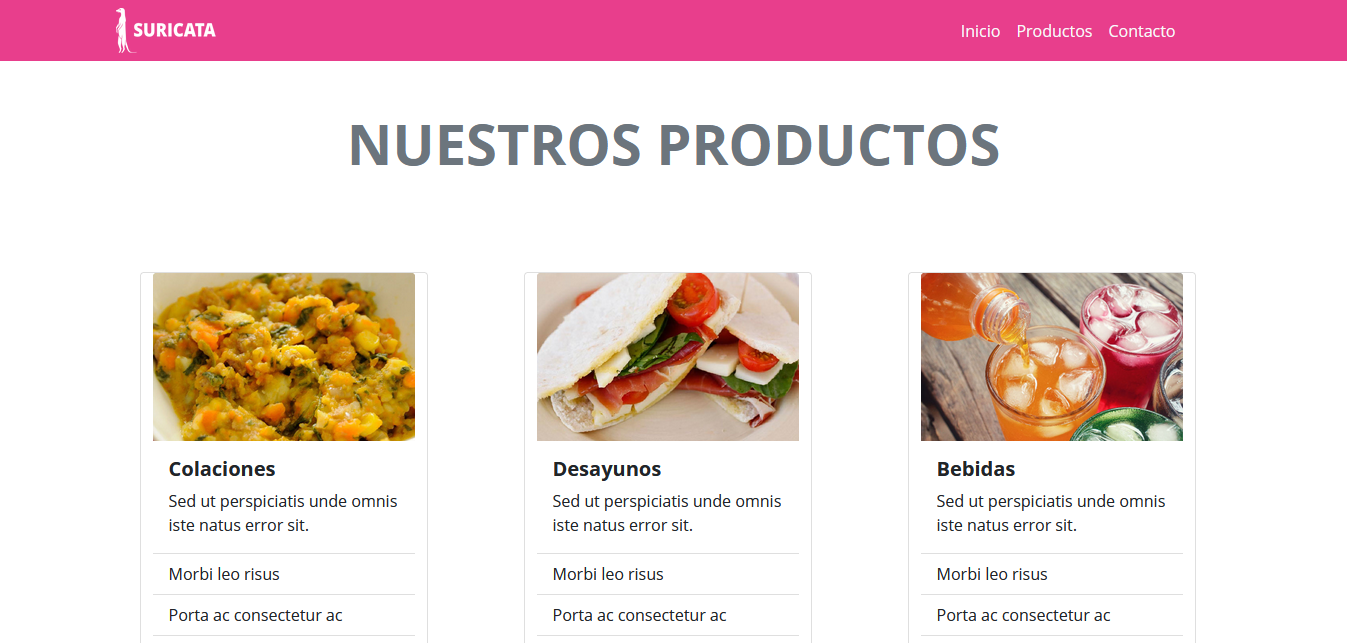 SURICATA
Inicio Productos Contacto
NUESTROS PRODUCTOS
Colaciones
Sed ut perspiciatis unde omnis
iste natus error sit.
Morbi leo risus
Porta ac consectetur ac
Desayunos
Sed ut perspiciatis unde omnis
iste natus error sit.
Morbi leo risus
Porta ac consectetur ac
Bebidas
Sed ut perspiciatis unde omnis
iste natus error sit.
Morbi leo risus
Porta ac consectetur ac